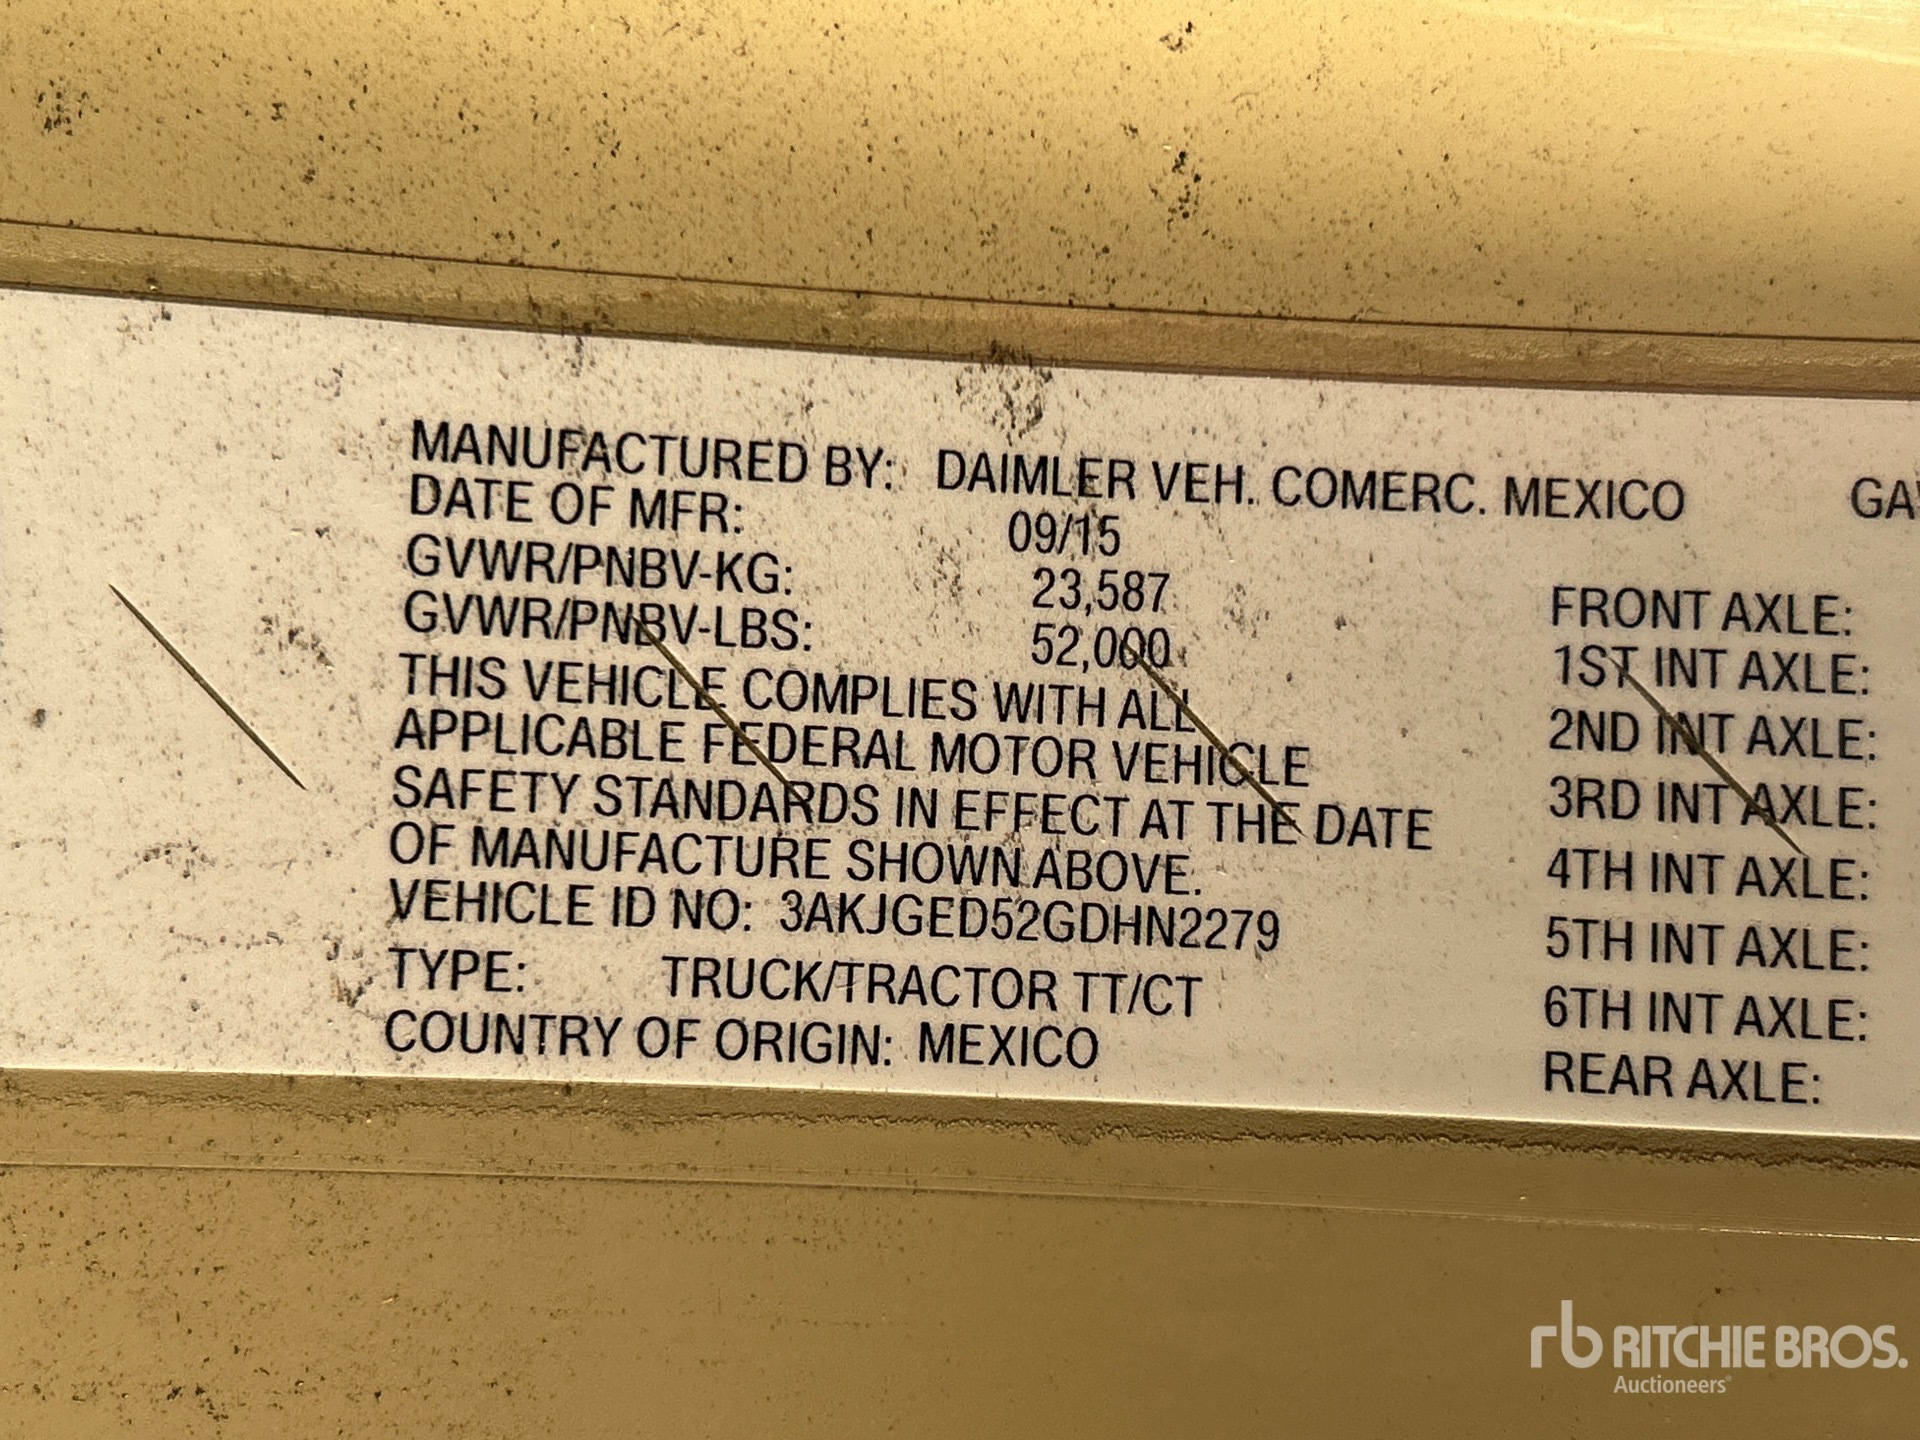 MANUFACTURED BY: DAIMLER VEH. COMERC. MEXICO
DATE OF MFR: 09/15
GVWR/PNBV-KG: 23,587
GVWR/PNBV-LBS: 52,000
THIS VEHICLE COMPLIES WITH ALL
APPLICABLE FEDERAL MOTOR VEHICLE
SAFETY STANDARDS IN EFFECT AT THE DATE
OF MANUFACTURE SHOWN ABOVE.
VEHICLE ID NO: 3AKJGED52GDHN2279
TYPE: TRUCK/TRACTOR TT/CT
COUNTRY OF ORIGIN: MEXICO
FRONT AXLE:
1ST INT AXLE:
2ND INT AXLE:
3RD INT AXLE:
4TH INT AXLE:
5TH INT AXLE:
6TH INT AXLE:
REAR AXLE:
rb RITCHIE BROS.
Auctioneers